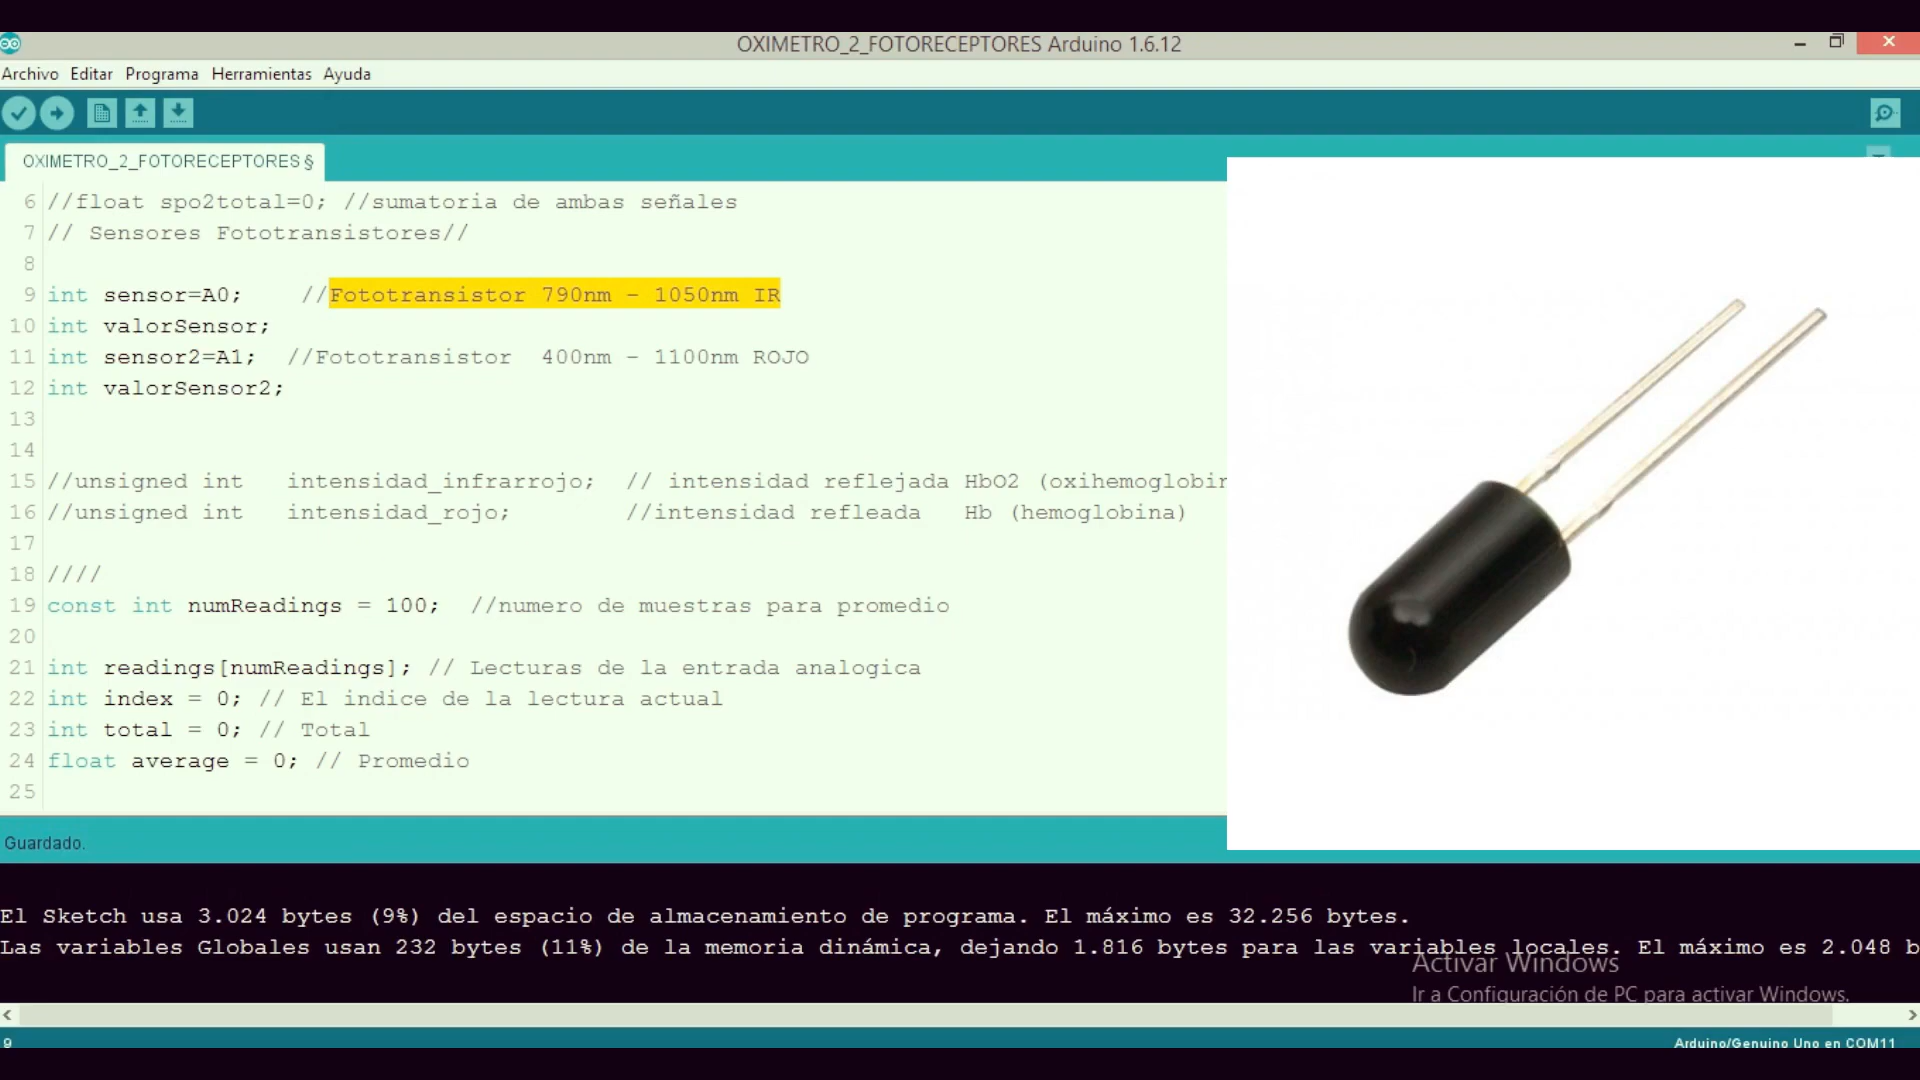 OXIMETRO_2_FOTORECEPTORES Arduino 1.6.12
Archivo Editar Programa Herramientas Ayuda
OXIMETRO_2_FOTORECEPTORES §
6 //float spo2total=0; //sumatoria de ambas señales
7 // Sensores Fototransistores//
8
9 int sensor=A0; //Fototransistor 790nm - 1050nm IR
10 int valorSensor;
11 int sensor2=A1; //Fototransistor 400nm - 1100nm ROJO
12 int valorSensor2;
13
14
15 //unsigned int intensidad_infrarrojo; // intensidad reflejada HbO2 (oxihemoglobin
16 //unsigned int intensidad_rojo; //intensidad refleada Hb (hemoglobina)
17
18 ////
19 const int numReadings = 100; //numero de muestras para promedio
20
21 int readings[numReadings]; // Lecturas de la entrada analogica
22 int index = 0; // El indice de la lectura actual
23 int total = 0; // Total
24 float average = 0; // Promedio
25
Guardado.
El Sketch usa 3.024 bytes (9%) del espacio de almacenamiento de programa. El máximo es 32.256 bytes.
Las variables Globales usan 232 bytes (11%) de la memoria dinámica, dejando 1.816 bytes para las variables locales. El máximo es 2.048 b
Activar Windows
Ir a Configuración de PC para activar Windows.
9
Arduino/Genuino Uno en COM11